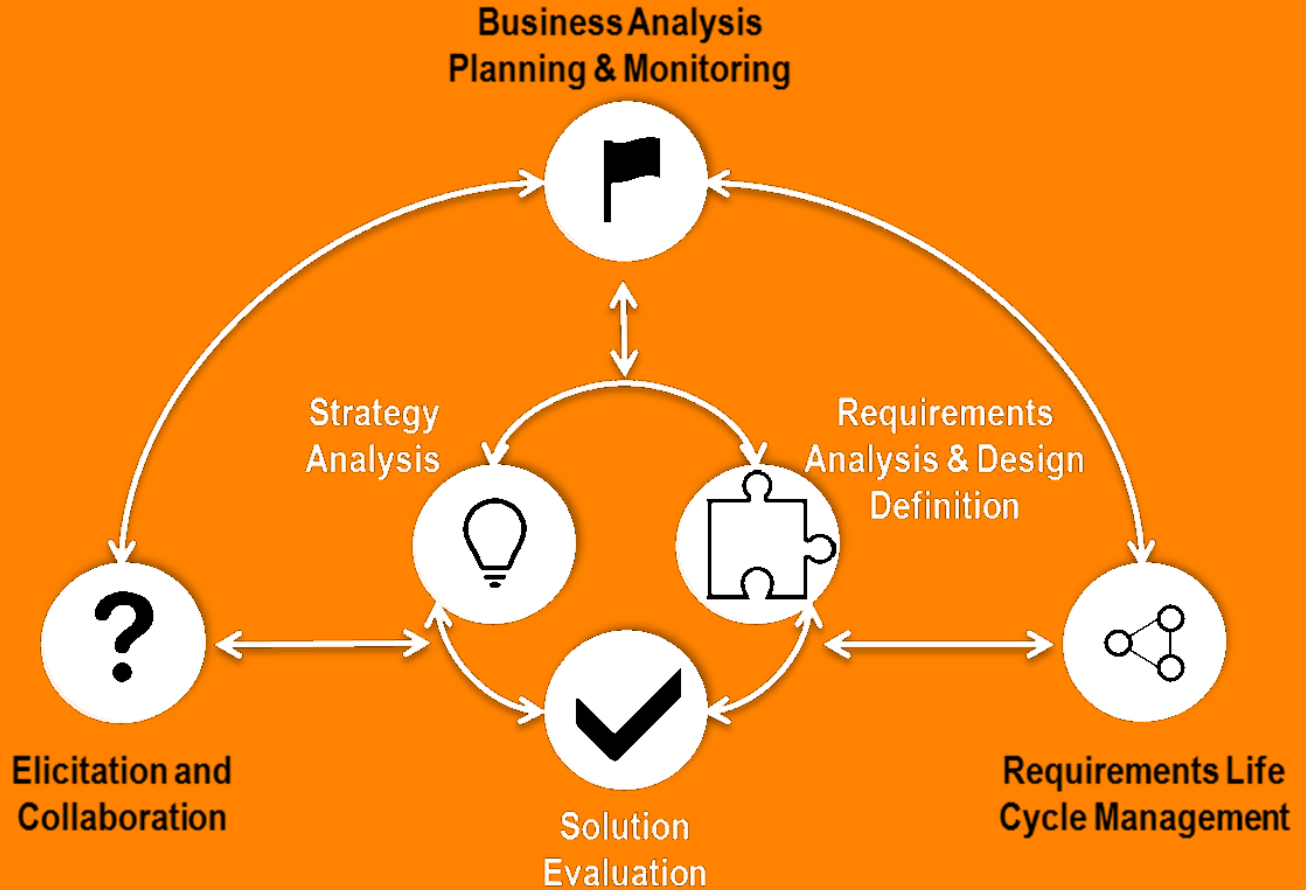 Business Analysis
Planning & Monitoring
Strategy
Analysis
Requirements
Analysis & Design
Definition
?
Elicitation and
Collaboration
Solution
Evaluation
Requirements Life
Cycle Management